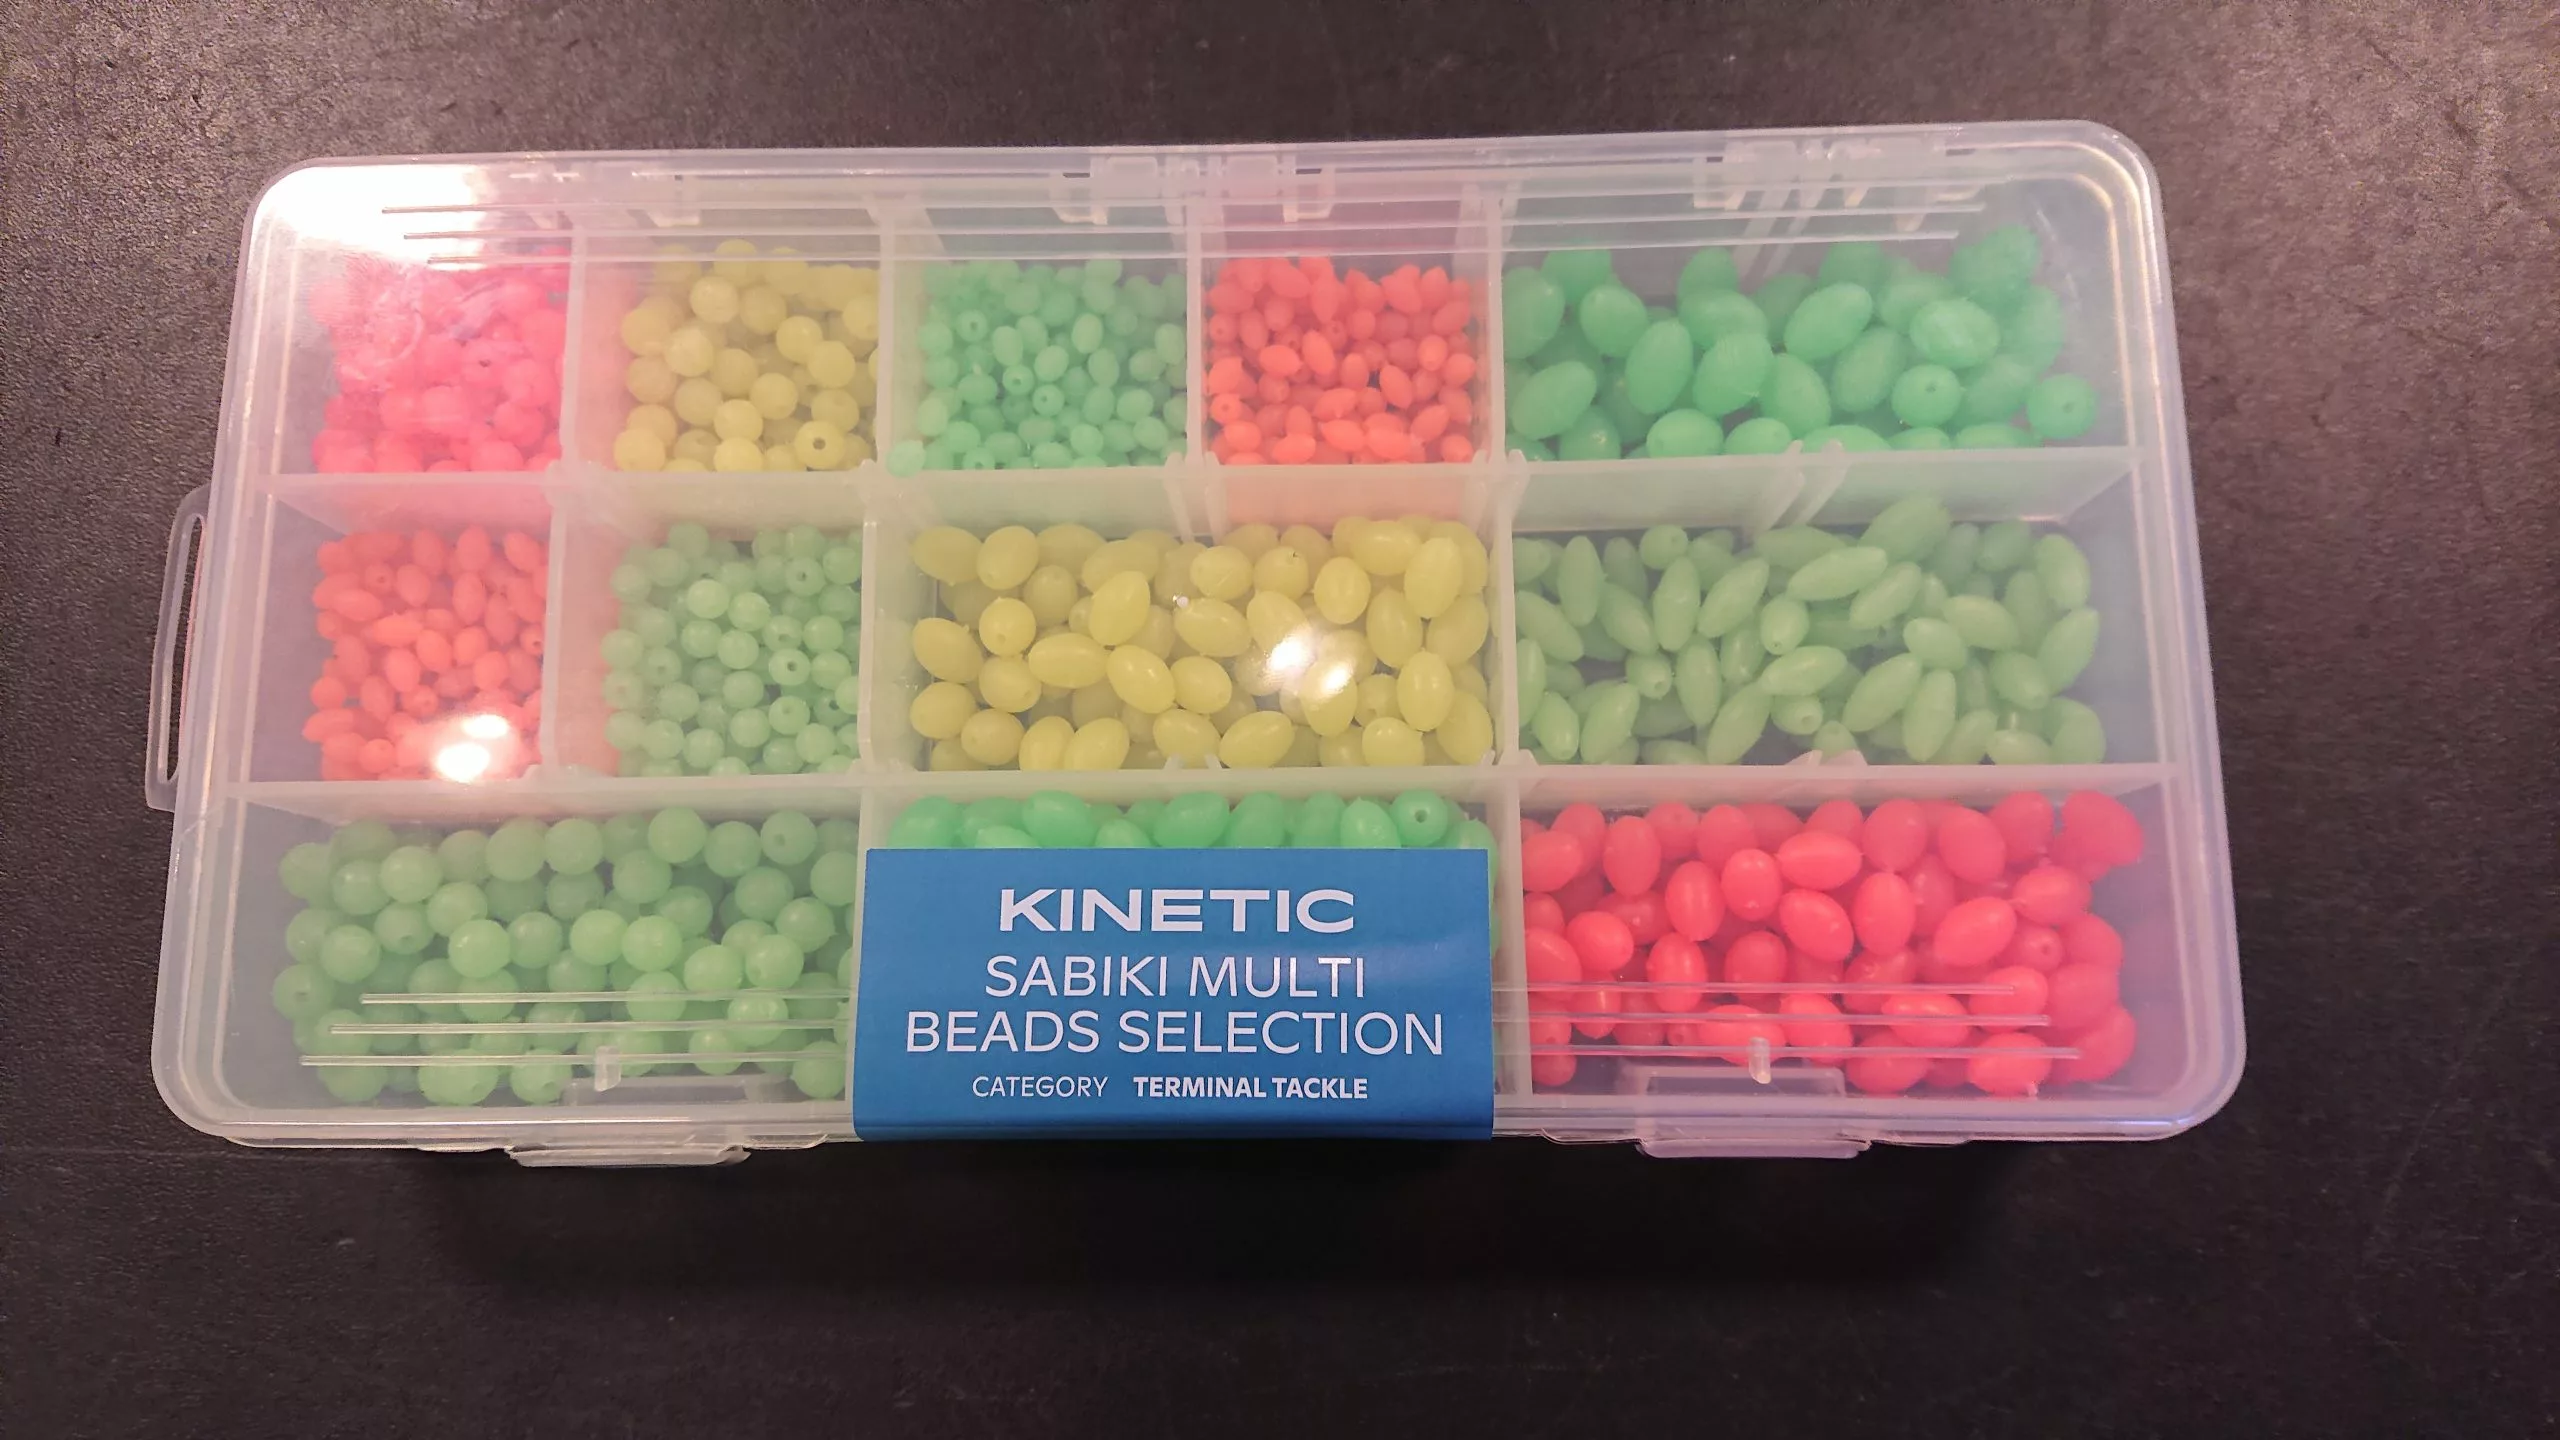 KINETIC
SABIKI MULTI
BEADS SELECTION
CATEGORY TERMINAL TACKLE